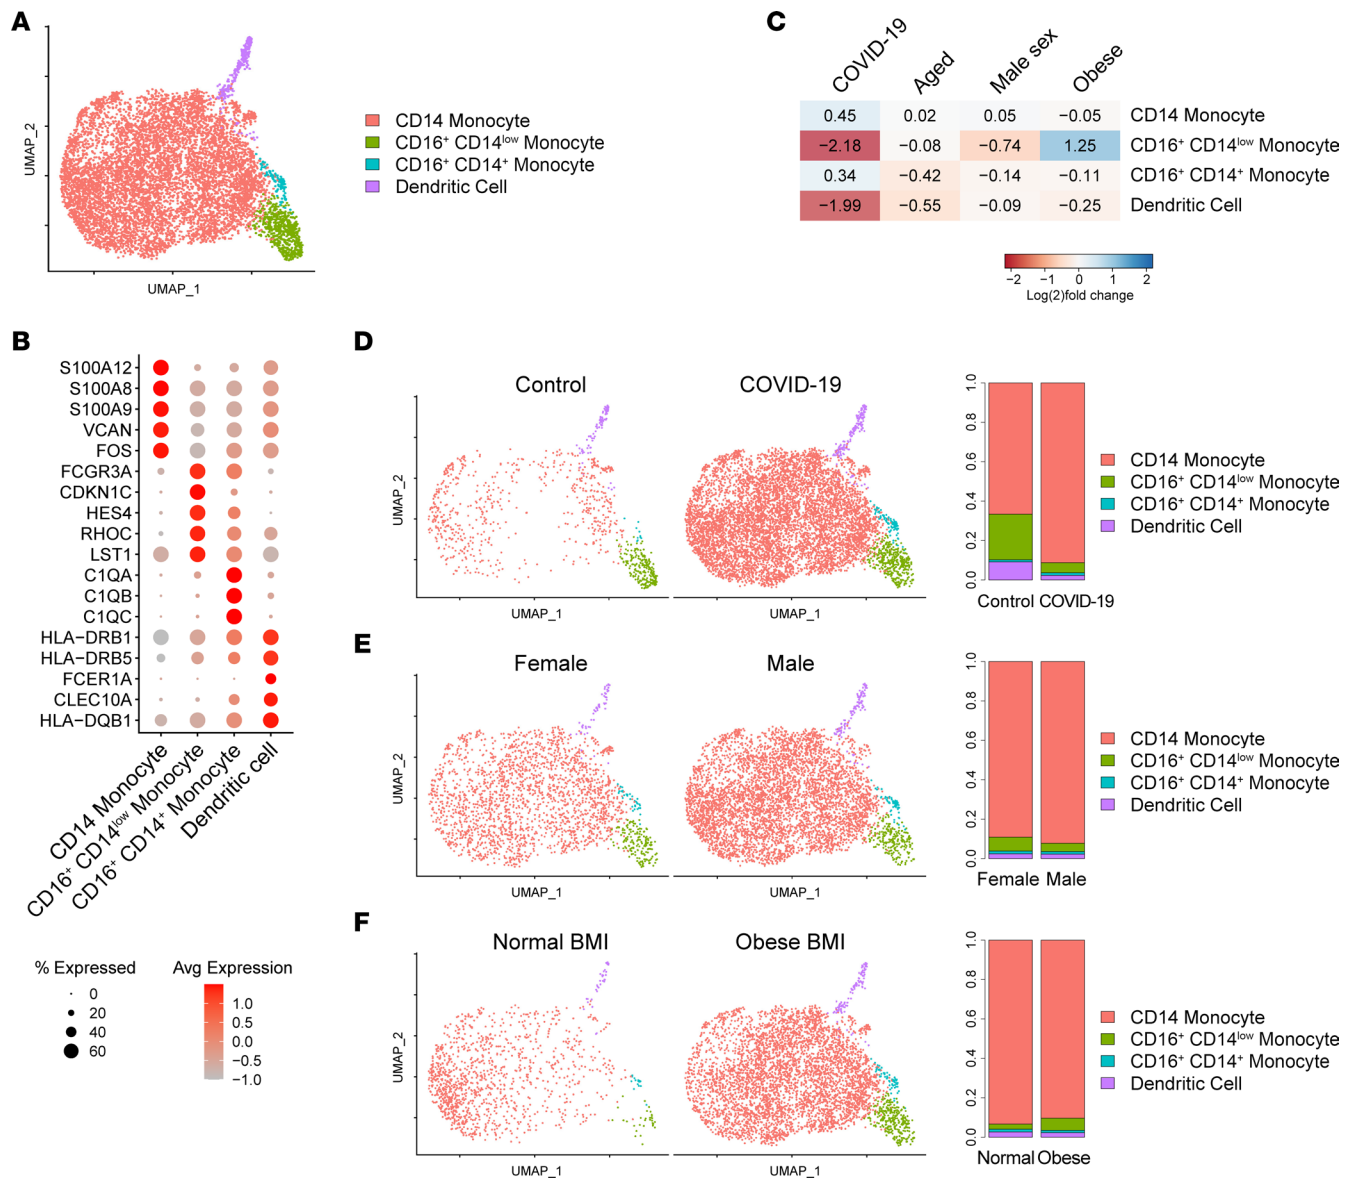 A
UMAP_2
UMAP_1
CD14 Monocyte
CD16⁺ CD14ˡᵒʷ Monocyte
CD16⁺ CD14⁺ Monocyte
Dendritic Cell
C
COVID-19 Aged Male sex Obese
0.45 0.02 0.05 −0.05 CD14 Monocyte
−2.18 −0.08 −0.74 1.25 CD16⁺ CD14ˡᵒʷ Monocyte
0.34 −0.42 −0.14 −0.11 CD16⁺ CD14⁺ Monocyte
−1.99 −0.55 −0.09 −0.25 Dendritic Cell
−2 −1 0 1 2
Log(2)fold change
B
S100A12
S100A8
S100A9
VCAN
FOS
FCGR3A
CDKN1C
HES4
RHOC
LST1
C1QA
C1QB
C1QC
HLA−DRB1
HLA−DRB5
FCER1A
CLEC10A
HLA−DQB1
CD14 Monocyte
CD16⁺ CD14ˡᵒʷ Monocyte
CD16⁺ CD14⁺ Monocyte
Dendritic cell
% Expressed
0
20
40
60
Avg Expression
1.0
0.5
0.0
−0.5
−1.0
D
Control COVID-19
UMAP_2
UMAP_1 UMAP_1
1.0
0.8
0.6
0.4
0.2
0.0
Control COVID-19
CD14 Monocyte
CD16⁺ CD14ˡᵒʷ Monocyte
CD16⁺ CD14⁺ Monocyte
Dendritic Cell
E
Female Male
UMAP_2
UMAP_1 UMAP_1
1.0
0.8
0.6
0.4
0.2
0.0
Female Male
CD14 Monocyte
CD16⁺ CD14ˡᵒʷ Monocyte
CD16⁺ CD14⁺ Monocyte
Dendritic Cell
F
Normal BMI Obese BMI
UMAP_2
UMAP_1 UMAP_1
1.0
0.8
0.6
0.4
0.2
0.0
Normal Obese
CD14 Monocyte
CD16⁺ CD14ˡᵒʷ Monocyte
CD16⁺ CD14⁺ Monocyte
Dendritic Cell